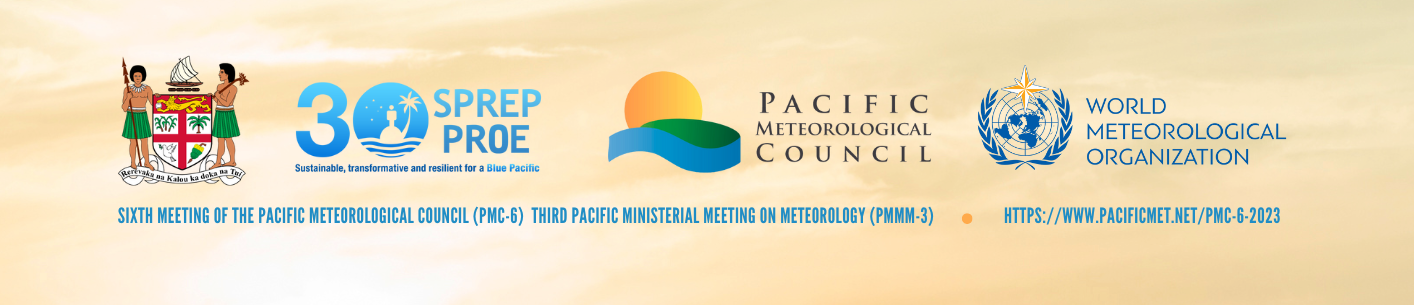 Rerevaka na Kalou ka doka na Tui
30
SPREP
PROE
Sustainable, transformative and resilient for a Blue Pacific
PACIFIC
METEOROLOGICAL
COUNCIL
WORLD
METEOROLOGICAL
ORGANIZATION
SIXTH MEETING OF THE PACIFIC METEOROLOGICAL COUNCIL (PMC-6) THIRD PACIFIC MINISTERIAL MEETING ON METEOROLOGY (PMMM-3)
HTTPS://WWW.PACIFICMET.NET/PMC-6-2023